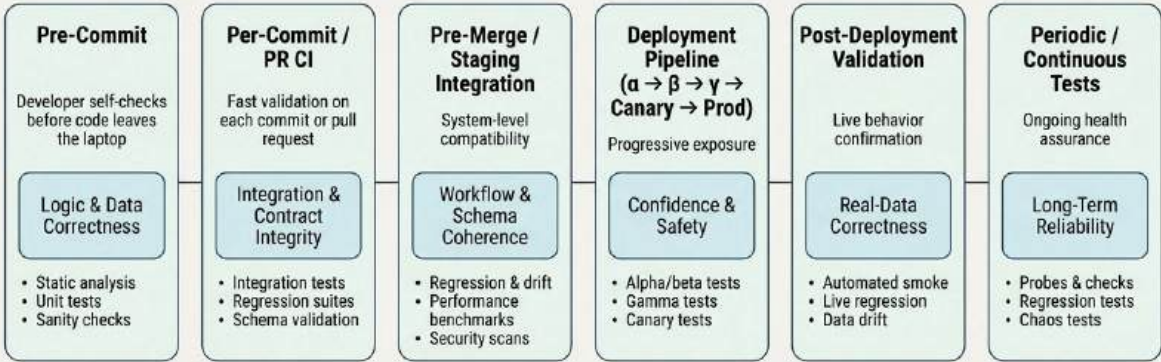 Pre-Commit
Developer self-checks
before code leaves
the laptop
Logic & Data
Correctness
• Static analysis
• Unit tests
• Sanity checks
Per-Commit /
PR CI
Fast validation on
each commit or pull
request
Integration &
Contract
Integrity
• Integration tests
• Regression suites
• Schema validation
Pre-Merge /
Staging
Integration
System-level
compatibility
Workflow &
Schema
Coherence
• Regression & drift
• Performance
benchmarks
• Security scans
Deployment
Pipeline
(α → β → γ →
Canary → Prod)
Progressive exposure
Confidence &
Safety
• Alpha/beta tests
• Gamma tests
• Canary tests
Post-Deployment
Validation
Live behavior
confirmation
Real-Data
Correctness
• Automated smoke
• Live regression
• Data drift
Periodic /
Continuous
Tests
Ongoing health
assurance
Long-Term
Reliability
• Probes & checks
• Regression tests
• Chaos tests